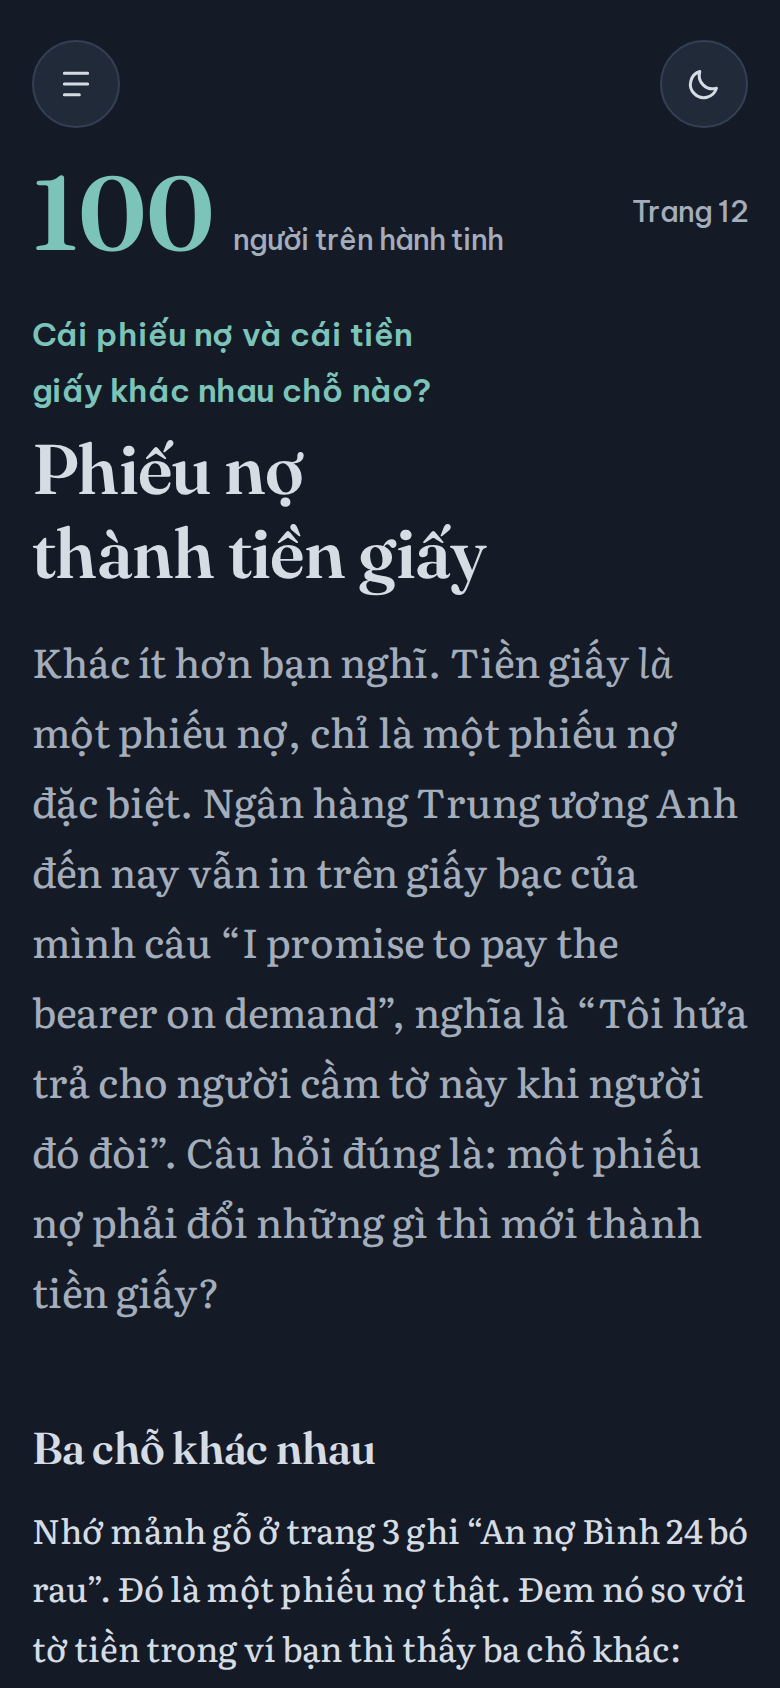 100 người trên hành tinh
Trang 12
Cái phiếu nợ và cái tiền
giấy khác nhau chỗ nào?
Phiếu nợ
thành tiền giấy
Khác ít hơn bạn nghĩ. Tiền giấy là
một phiếu nợ, chỉ là một phiếu nợ
đặc biệt. Ngân hàng Trung ương Anh
đến nay vẫn in trên giấy bạc của
mình câu “I promise to pay the
bearer on demand”, nghĩa là “Tôi hứa
trả cho người cầm tờ này khi người
đó đòi”. Câu hỏi đúng là: một phiếu
nợ phải đổi những gì thì mới thành
tiền giấy?
Ba chỗ khác nhau
Nhớ mảnh gỗ ở trang 3 ghi “An nợ Bình 24 bó
rau”. Đó là một phiếu nợ thật. Đem nó so với
tờ tiền trong ví bạn thì thấy ba chỗ khác: